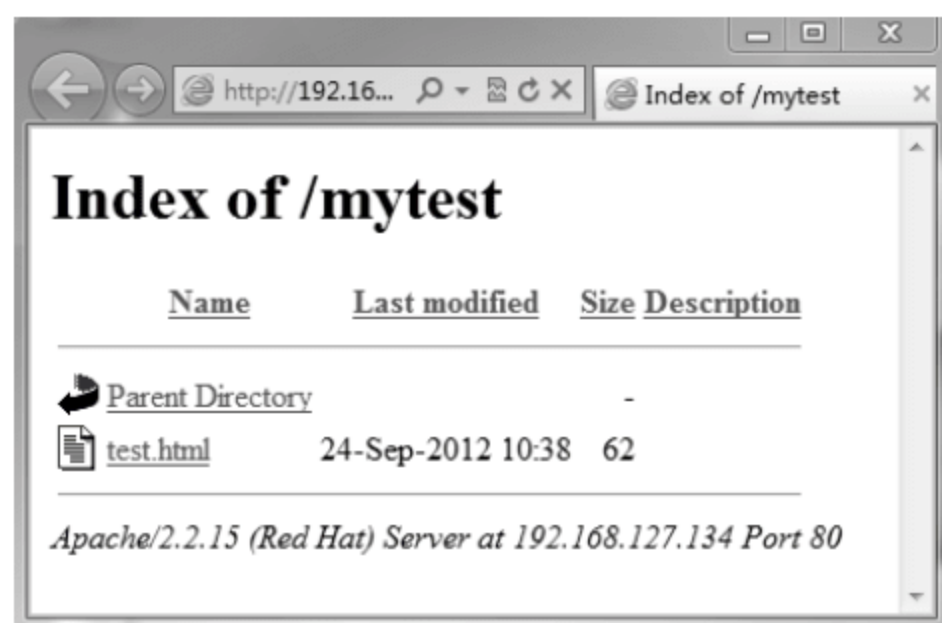 http://192.16...
Index of /mytest
Index of /mytest
Name Last modified Size Description
Parent Directory -
test.html 24-Sep-2012 10:38 62
Apache/2.2.15 (Red Hat) Server at 192.168.127.134 Port 80